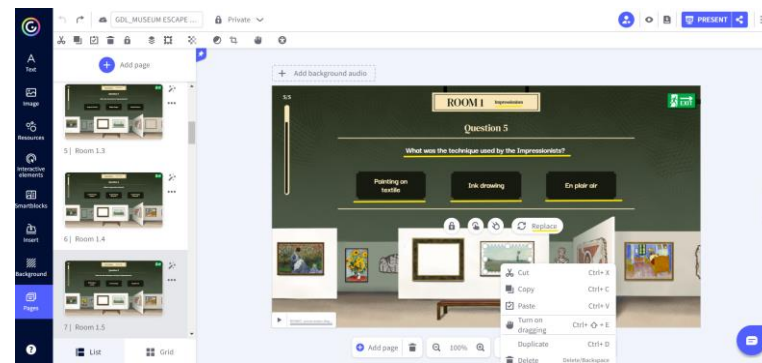 GDL_MUSEUM ESCAPE ...
Private
PRESENT
A
Text
Image
Resources
Interactive
elements
Smartblocks
Insert
Background
Pages
Add page
5 | Room 1.3
6 | Room 1.4
7 | Room 1.5
List
Grid
+ Add background audio
5/5
ROOM 1 Impressionism
EXIT
Question 5
What was the technique used by the Impressionists?
Painting on
textile
Ink drawing
En plair air
Replace
Cut Ctrl+ X
Copy Ctrl+ C
Paste Ctrl+ V
Turn on
dragging Ctrl+ ⇧ + E
Duplicate Ctrl+ D
Delete Delete/Backspace
Add page
100%